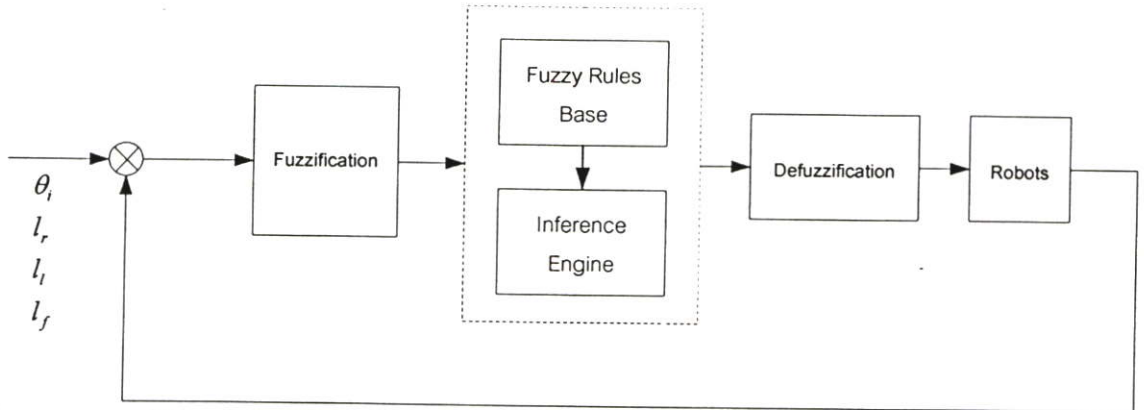 θi
lr
ll
lf
Fuzzification
Fuzzy Rules
Base
Inference
Engine
Defuzzification
Robots